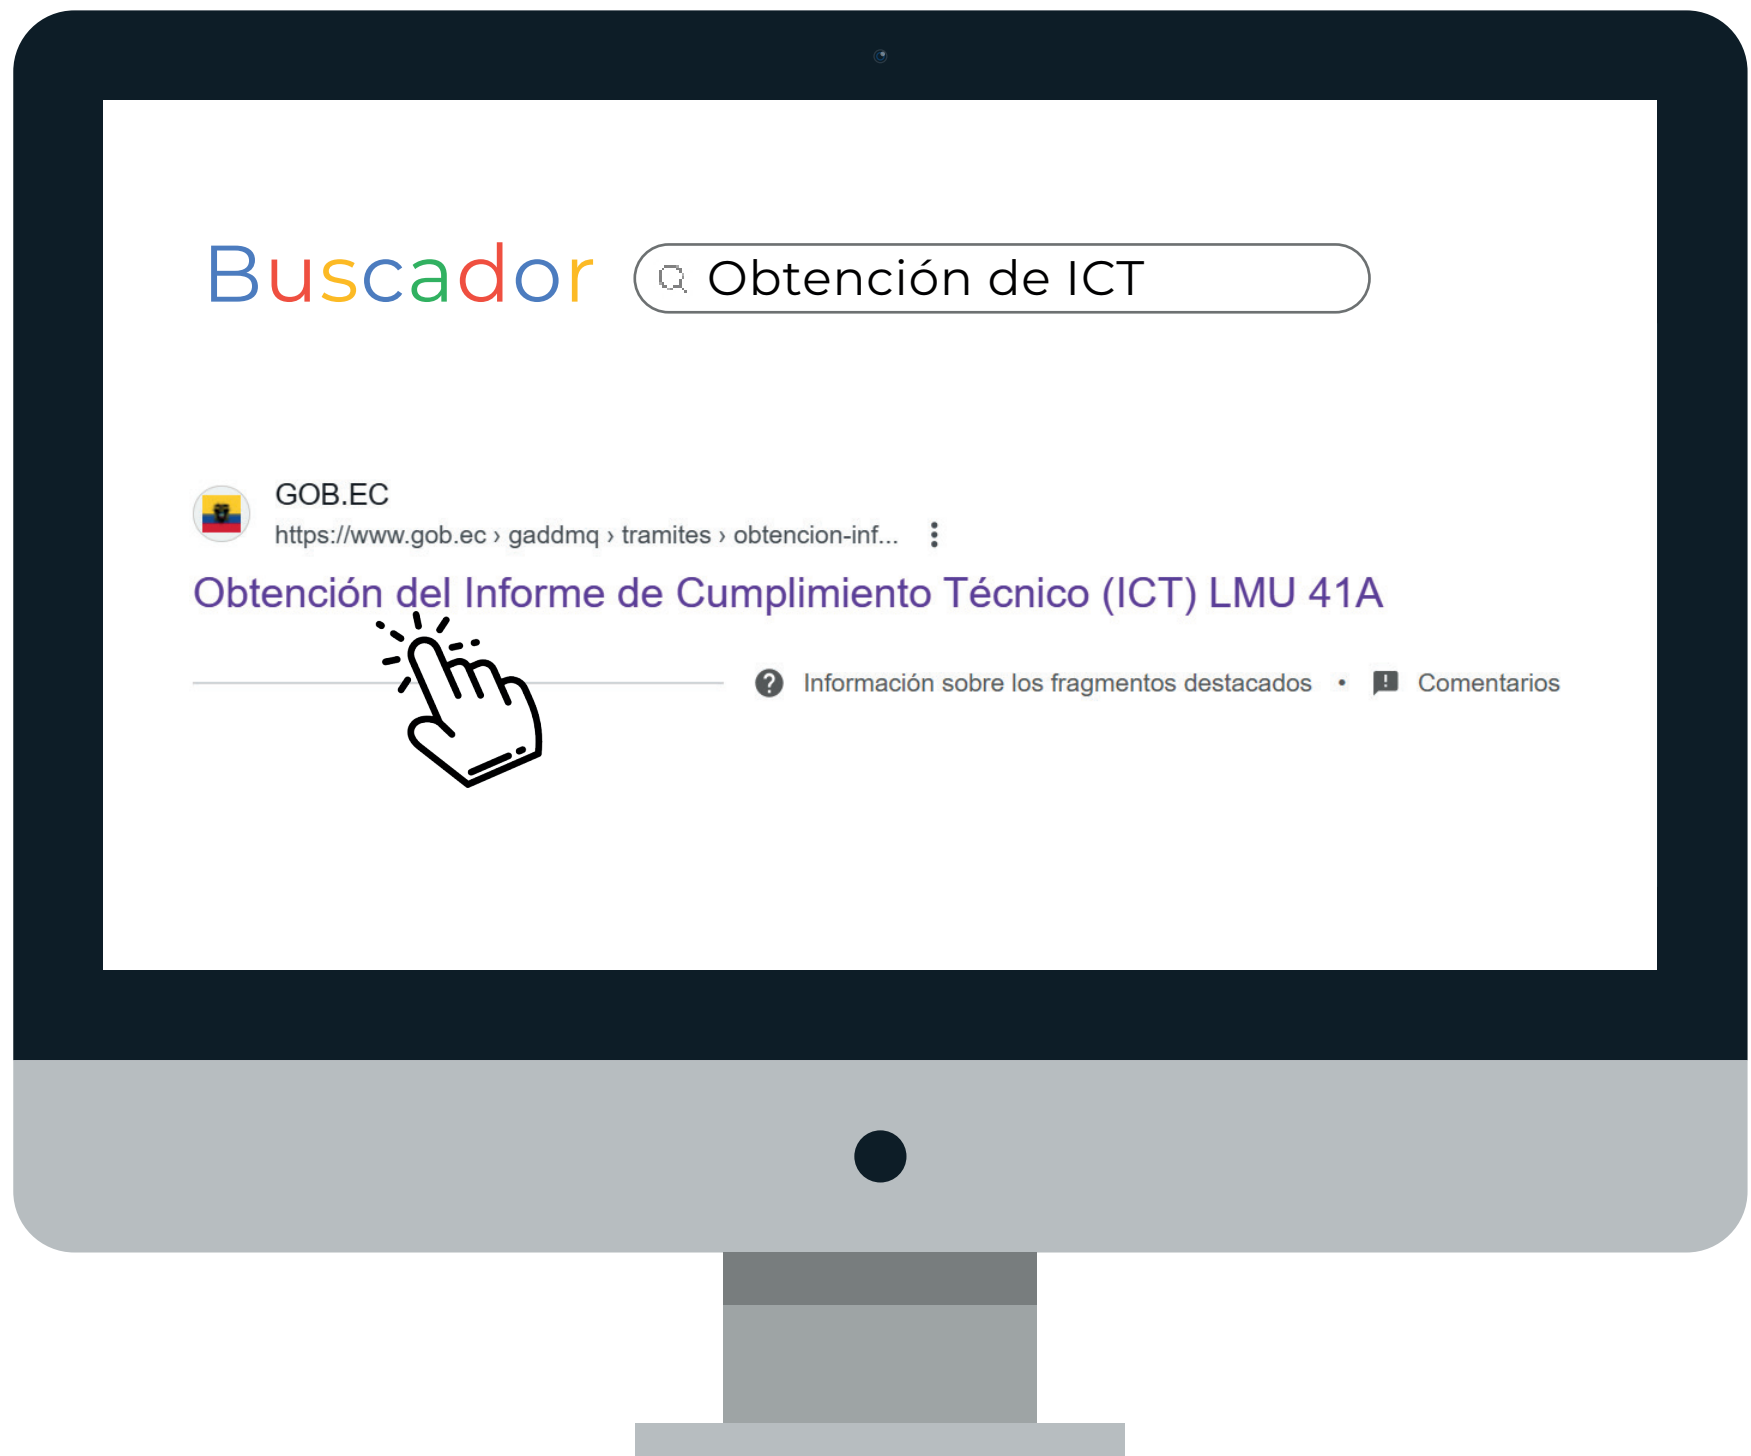 Buscador
Obtención de ICT
GOB.EC
https://www.gob.ec › gaddmq › tramites › obtencion-inf...
Obtención del Informe de Cumplimiento Técnico (ICT) LMU 41A
Información sobre los fragmentos destacados • Comentarios